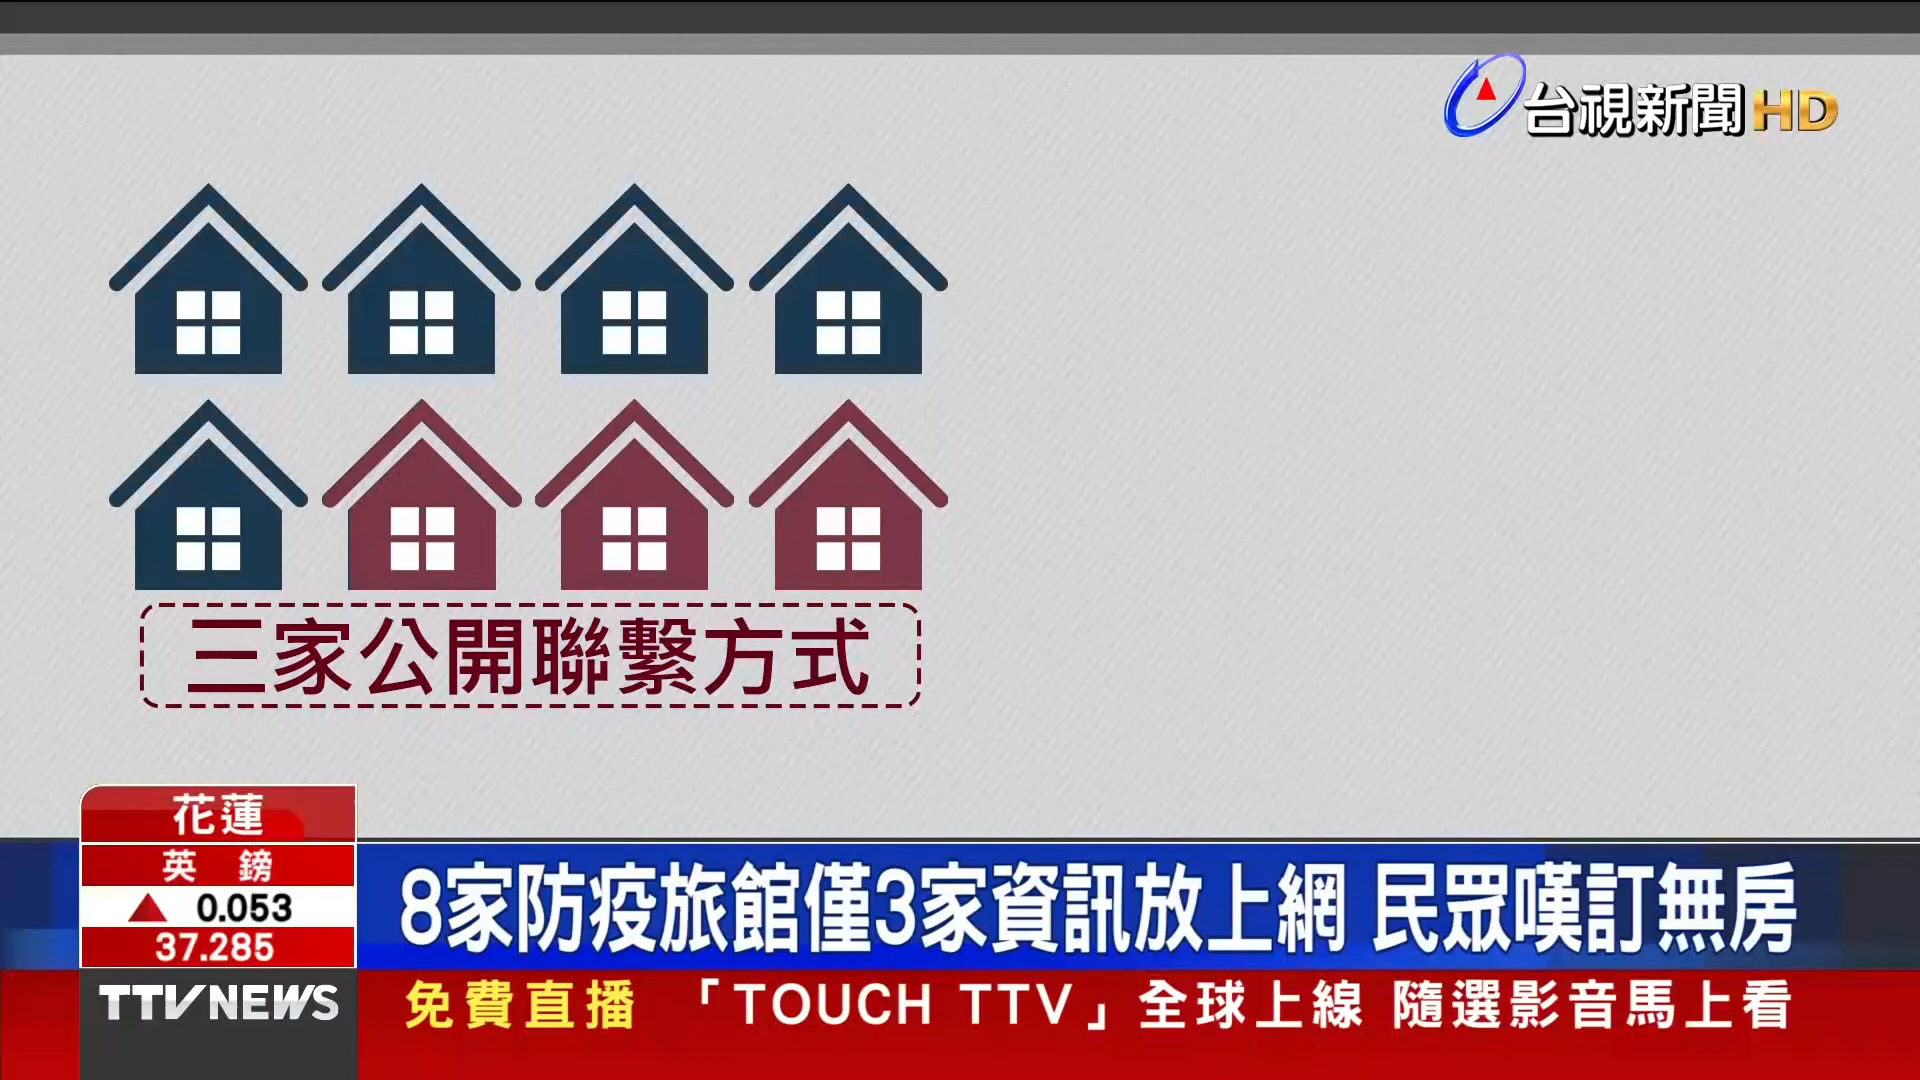 台視新聞HD
三家公開聯繫方式
花蓮
英 鎊
0.053
37.285
8家防疫旅館僅3家資訊放上網 民眾嘆訂無房
TTV NEWS
免費直播 「TOUCH TTV」全球上線 隨選影音馬上看